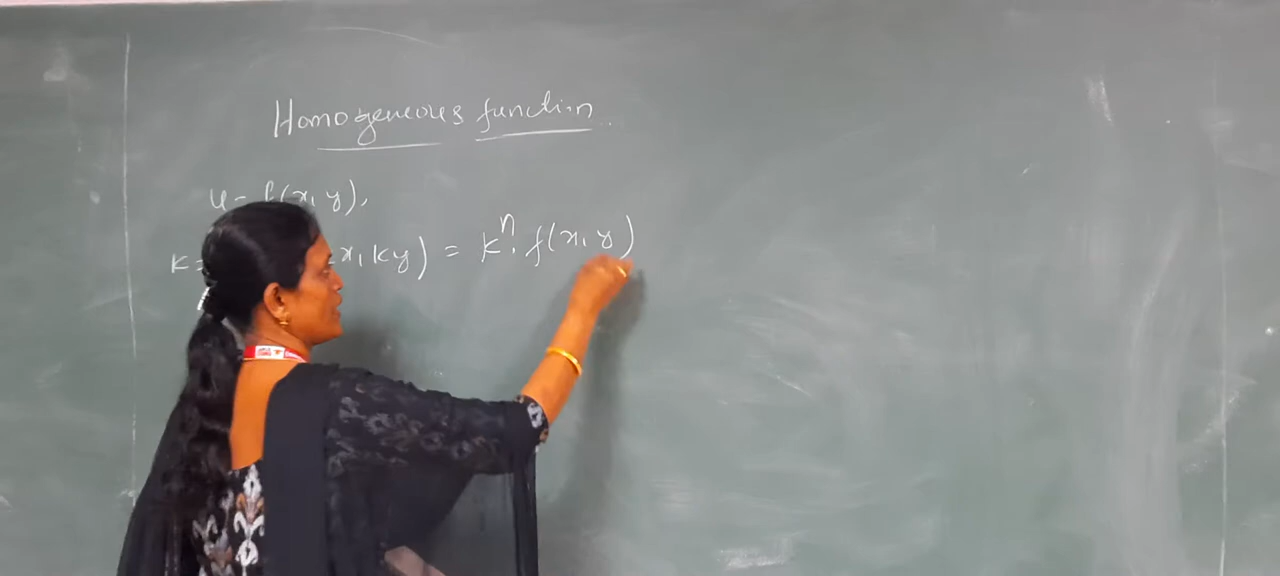 Homogeneous function
u = f(x, y),
k= x, ky) = k^n. f(x, y)